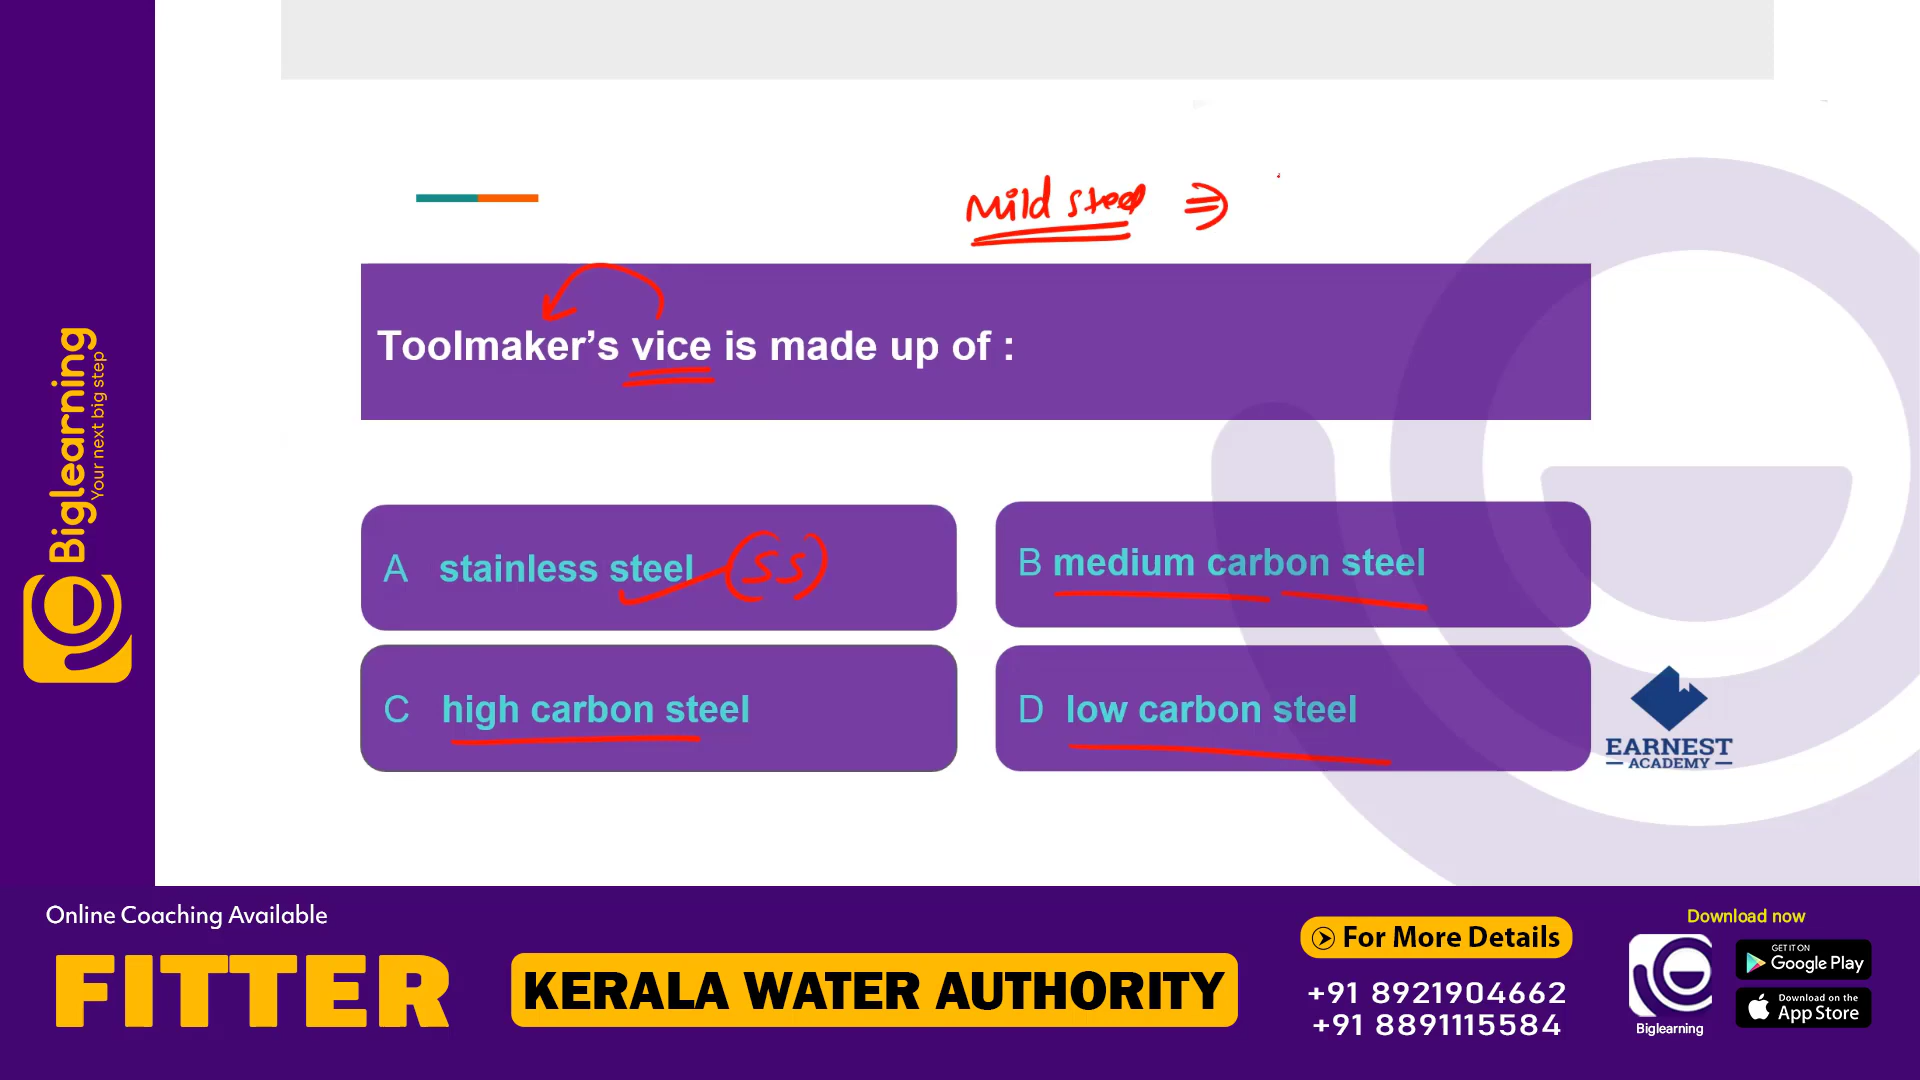 Mild steel ⇒
Toolmaker’s vice is made up of :
A stainless steel
SS
B medium carbon steel
C high carbon steel
D low carbon steel
EARNEST
ACADEMY
Biglearning
Your next big step
Online Coaching Available
FITTER
KERALA WATER AUTHORITY
For More Details
+91 8921904662
+91 8891115584
Download now
Biglearning
GET IT ON
Google Play
Download on the
App Store